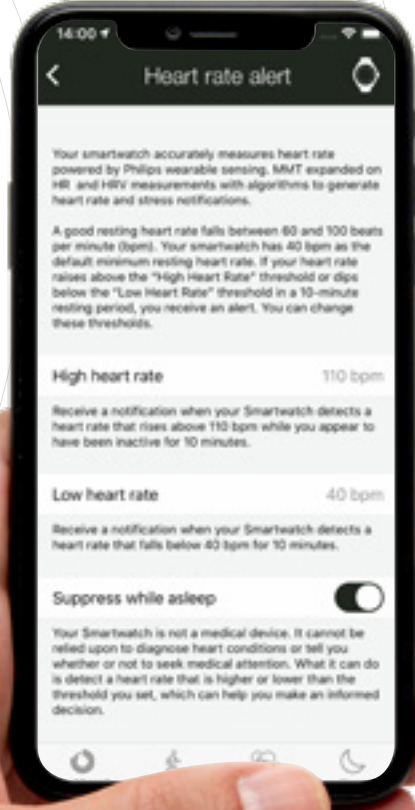 14:00
Heart rate alert
Your smartwatch accurately measures heart rate
powered by Philips wearable sensing. MMT expanded on
HR and HRV measurements with algorithms to generate
heart rate and stress notifications.
A good resting heart rate falls between 60 and 100 beats
per minute (bpm). Your smartwatch has 40 bpm as the
default minimum resting heart rate. If your heart rate
raises above the "High Heart Rate" threshold or dips
below the "Low Heart Rate" threshold in a 10-minute
resting period, you receive an alert. You can change
these thresholds.
High heart rate 110 bpm
Receive a notification when your Smartwatch detects a
heart rate that rises above 110 bpm while you appear to
have been inactive for 10 minutes.
Low heart rate 40 bpm
Receive a notification when your Smartwatch detects a
heart rate that falls below 40 bpm for 10 minutes.
Suppress while asleep
Your Smartwatch is not a medical device. It cannot be
relied upon to diagnose heart conditions or tell you
whether or not to seek medical attention. What it can do
is detect a heart rate that is higher or lower than the
threshold you set, which can help you make an informed
decision.